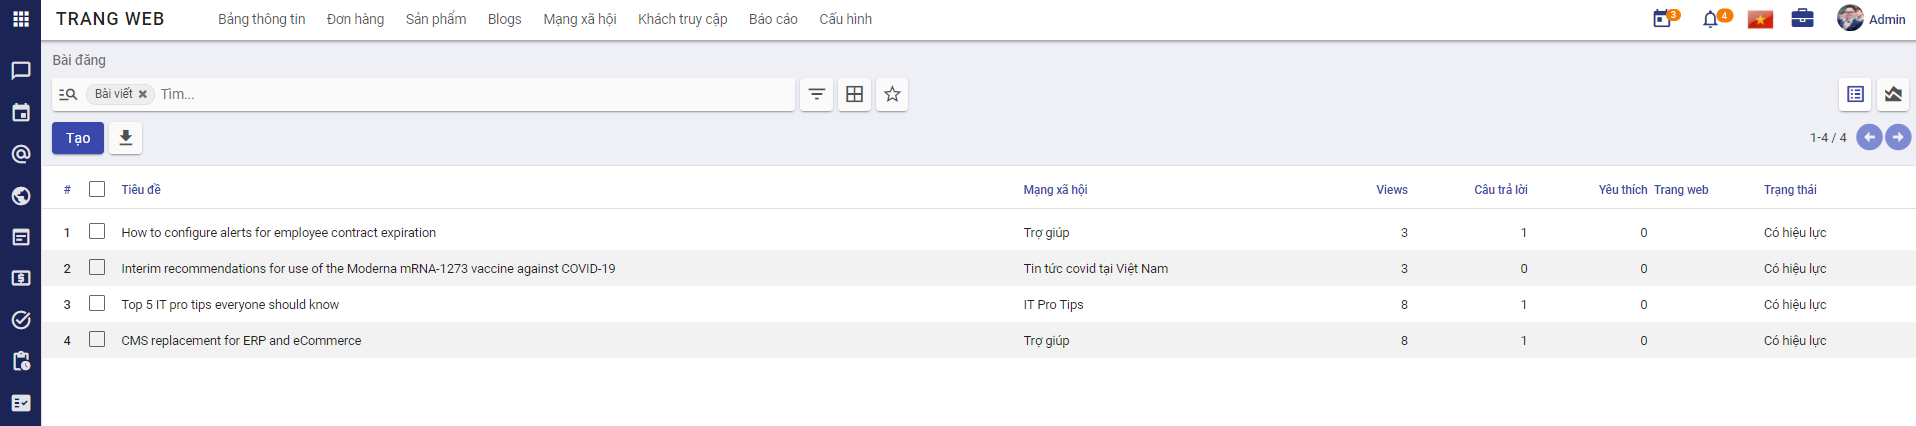 TRANG WEB Bảng thông tin Đơn hàng Sản phẩm Blogs Mạng xã hội Khách truy cập Báo cáo Cấu hình 3 4 Admin
Bài đăng
Bài viết Tìm...
Tạo 1-4 / 4
# Tiêu đề Mạng xã hội Views Câu trả lời Yêu thích Trang web Trạng thái
1 How to configure alerts for employee contract expiration Trợ giúp 3 1 0 Có hiệu lực
2 Interim recommendations for use of the Moderna mRNA-1273 vaccine against COVID-19 Tin tức covid tại Việt Nam 3 0 0 Có hiệu lực
3 Top 5 IT pro tips everyone should know IT Pro Tips 8 1 0 Có hiệu lực
4 CMS replacement for ERP and eCommerce Trợ giúp 8 1 0 Có hiệu lực